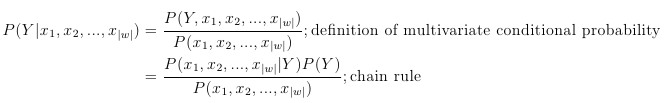 P(Y|x_1, x_2, ..., x_{|w|}) = \frac{P(Y, x_1, x_2, ..., x_{|w|})}{P(x_1, x_2, ..., x_{|w|})}; definition of multivariate conditional probability
= \frac{P(x_1, x_2, ..., x_{|w|}|Y)P(Y)}{P(x_1, x_2, ..., x_{|w|})}; chain rule